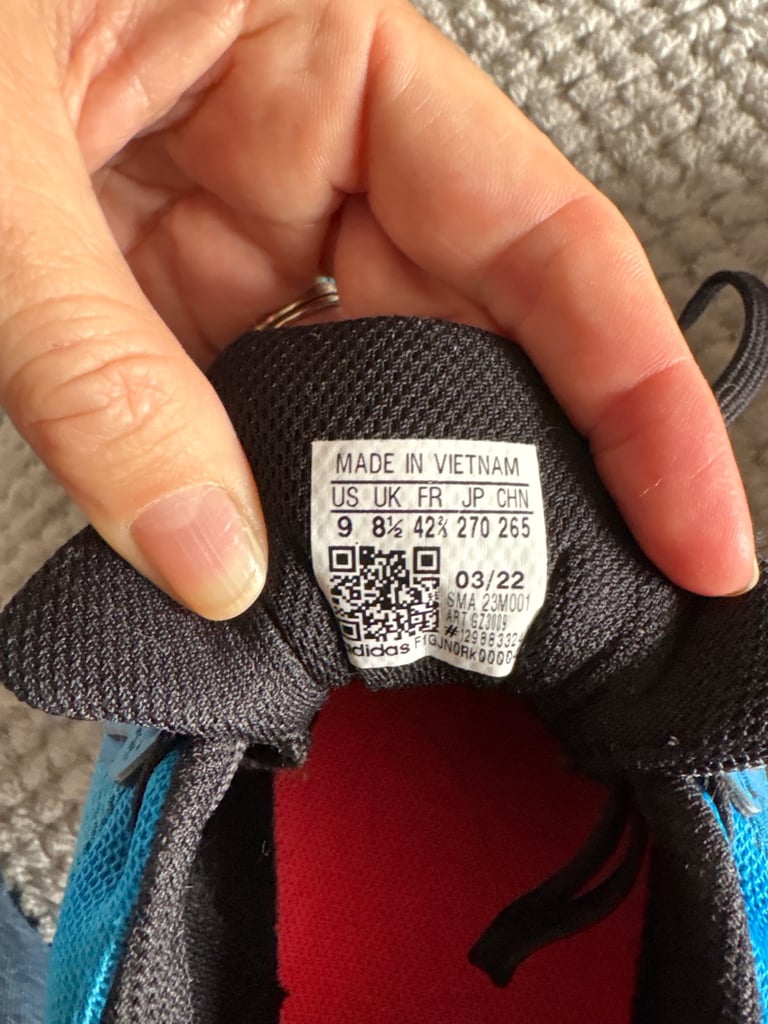 MADE IN VIETNAM
US UK FR JP CHN
9 8½ 42⅔ 270 265
03/22
SMA 23M001
ART GZ3009
adidas